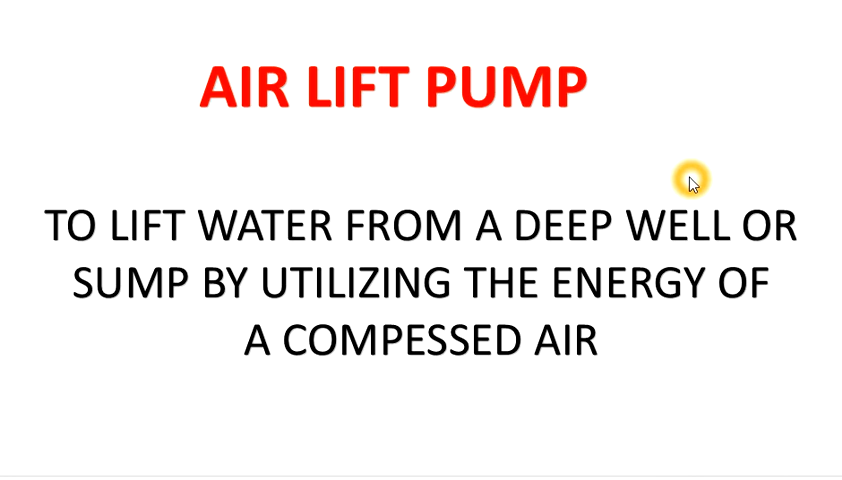 AIR LIFT PUMP
TO LIFT WATER FROM A DEEP WELL OR
SUMP BY UTILIZING THE ENERGY OF
A COMPESSED AIR